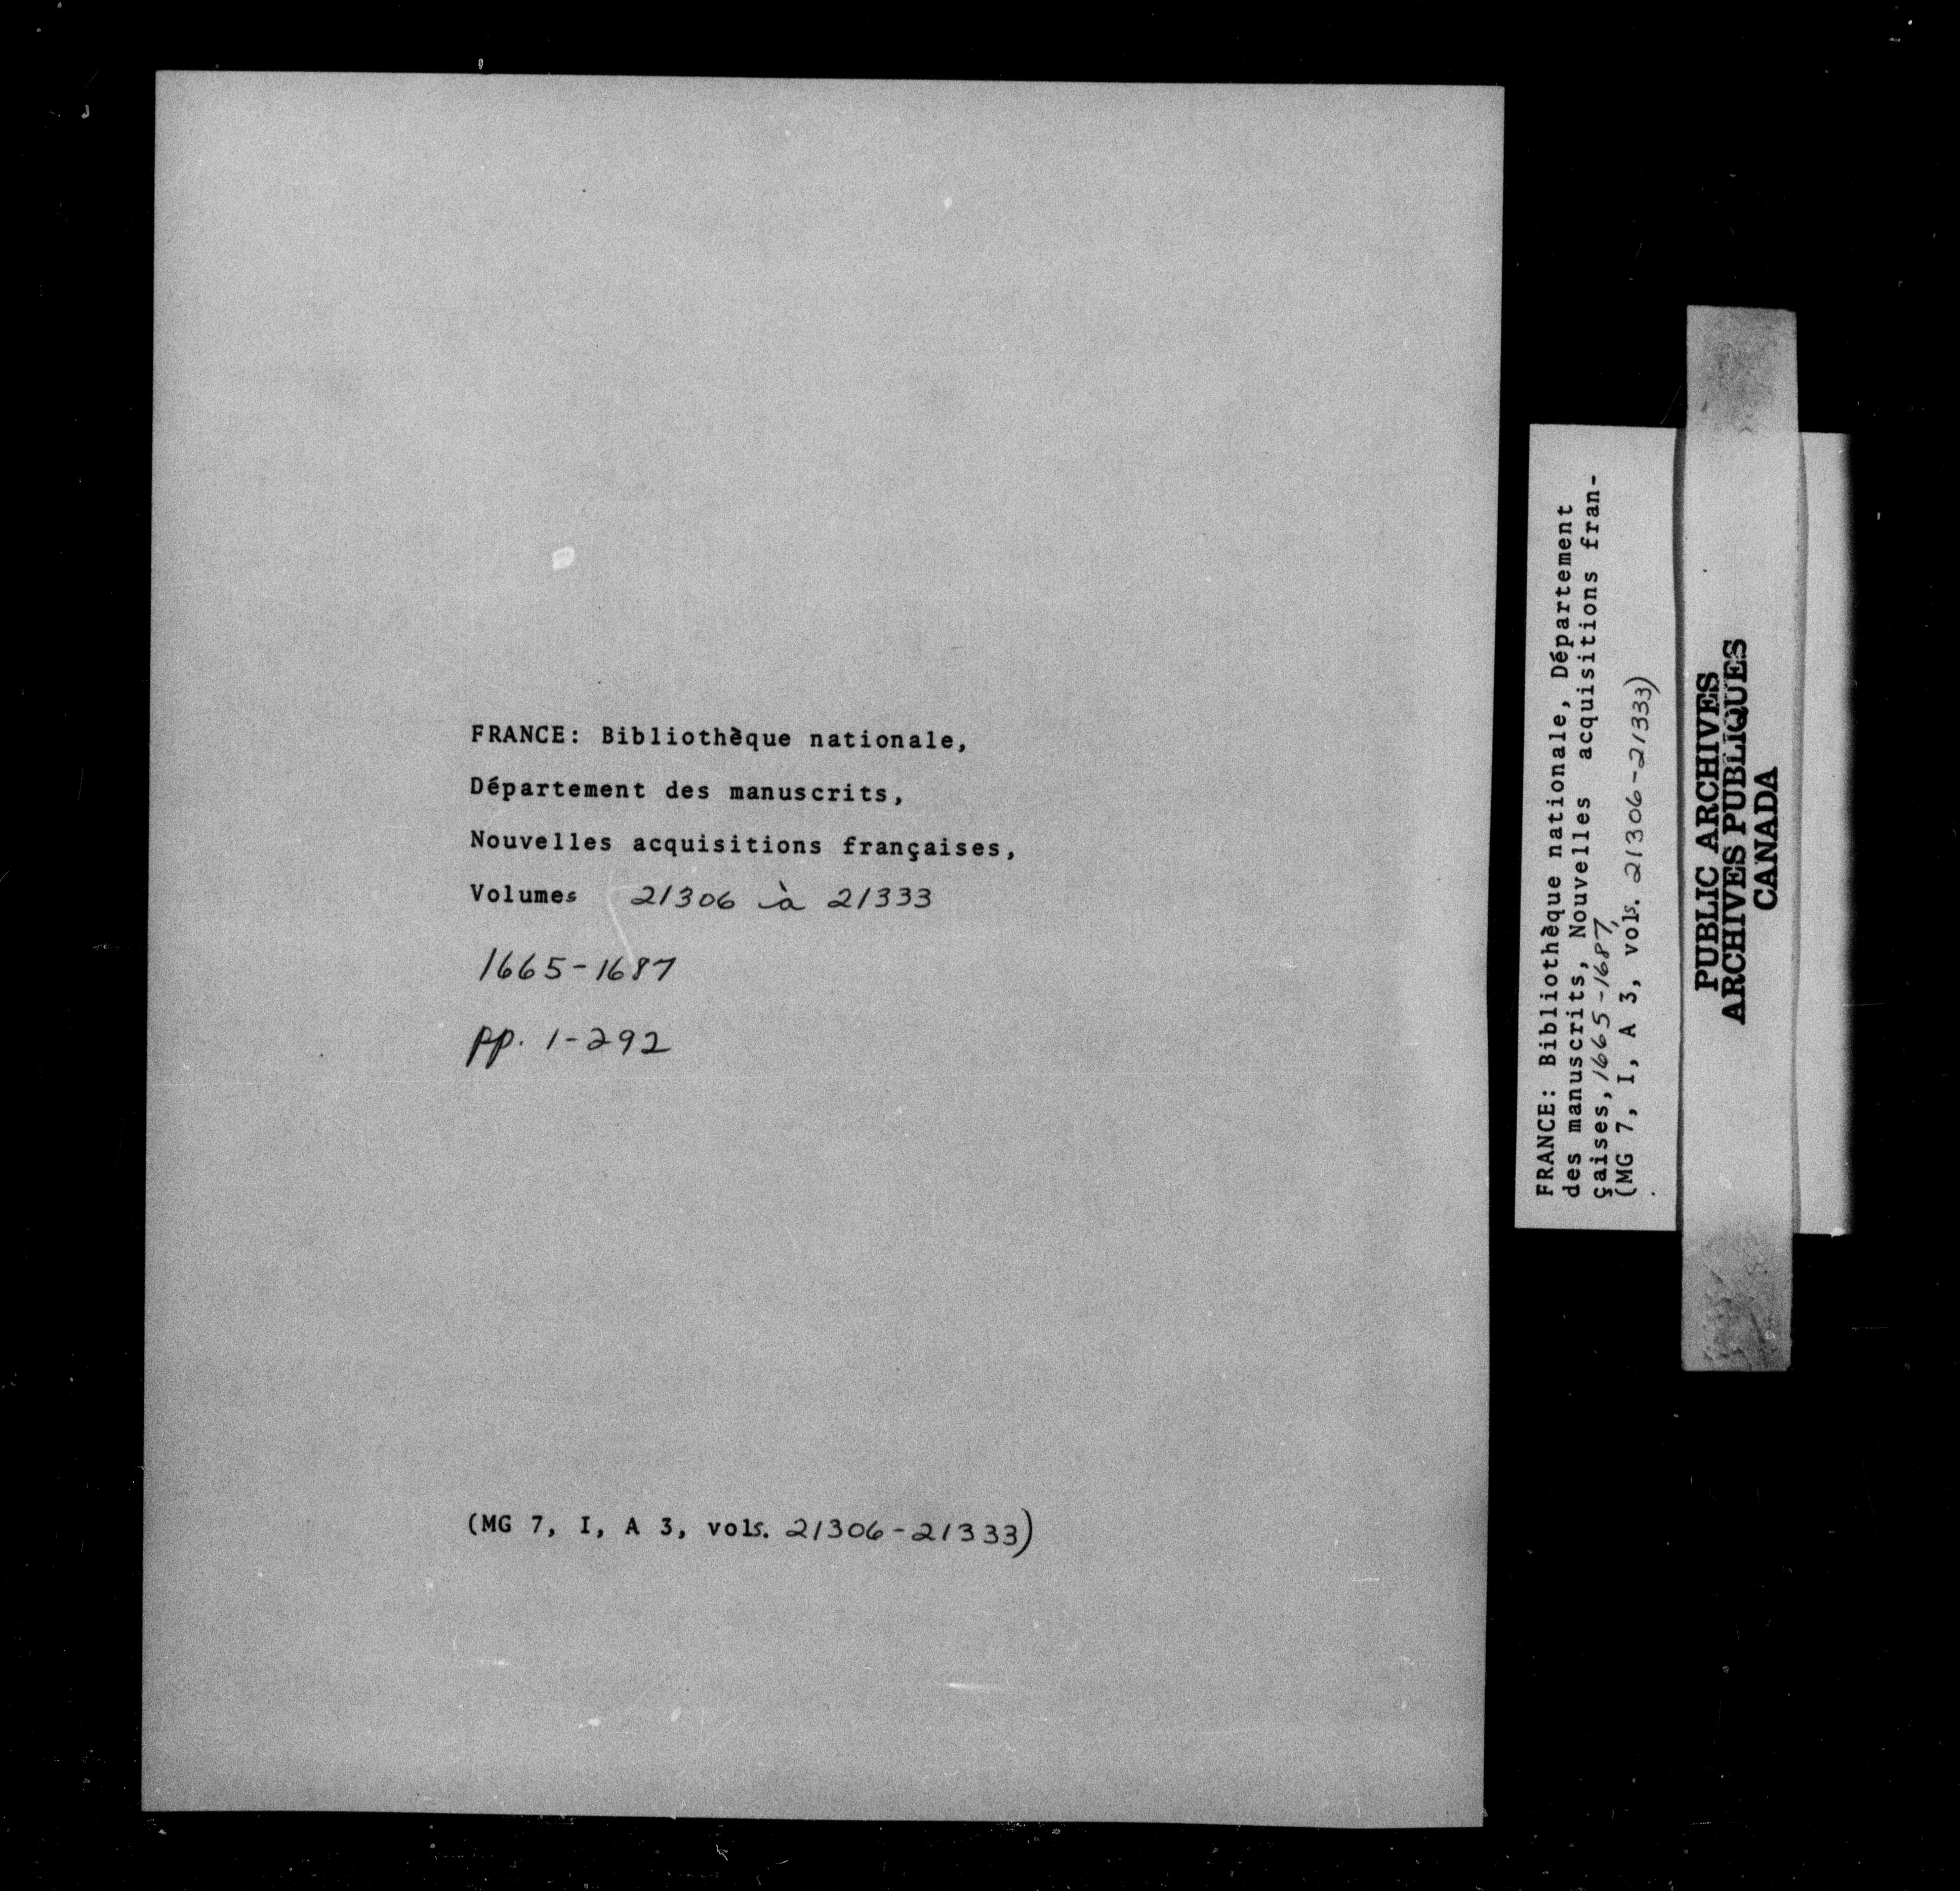 FRANCE: Bibliothèque nationale,
Département des manuscrits,
Nouvelles acquisitions françaises,
Volumes 21306 à 21333
1665-1687
pp. 1-292
(MG 7, I, A 3, vols. 21306-21333)
FRANCE: Bibliothèque nationale, Département
des manuscrits, Nouvelles acquisitions fran-
çaises, 1665-1687,
(MG 7, I, A 3, vols. 21306-21333)
PUBLIC ARCHIVES
ARCHIVES PUBLIQUES
CANADA